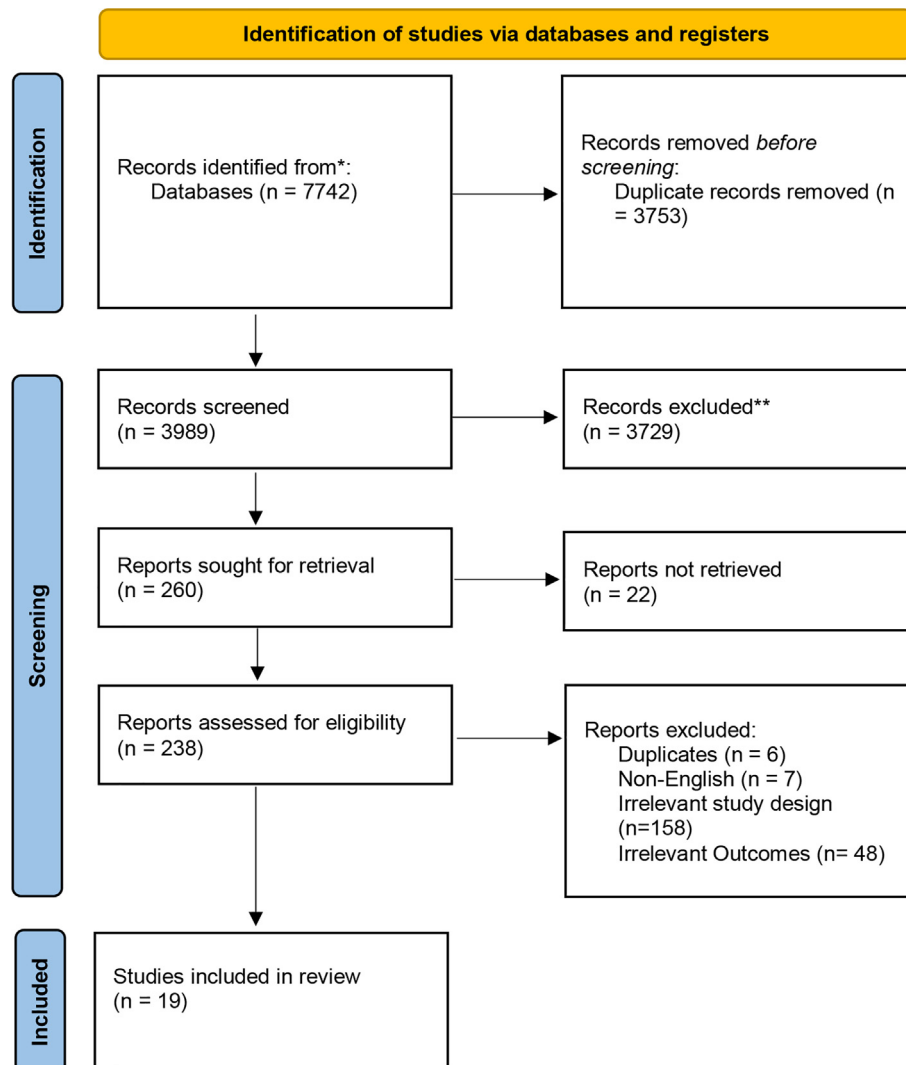 Identification of studies via databases and registers
Identification
Records identified from*:
Databases (n = 7742)
Records removed before
screening:
Duplicate records removed (n
= 3753)
Screening
Records screened
(n = 3989)
Records excluded**
(n = 3729)
Reports sought for retrieval
(n = 260)
Reports not retrieved
(n = 22)
Reports assessed for eligibility
(n = 238)
Reports excluded:
Duplicates (n = 6)
Non-English (n = 7)
Irrelevant study design
(n=158)
Irrelevant Outcomes (n= 48)
Included
Studies included in review
(n = 19)